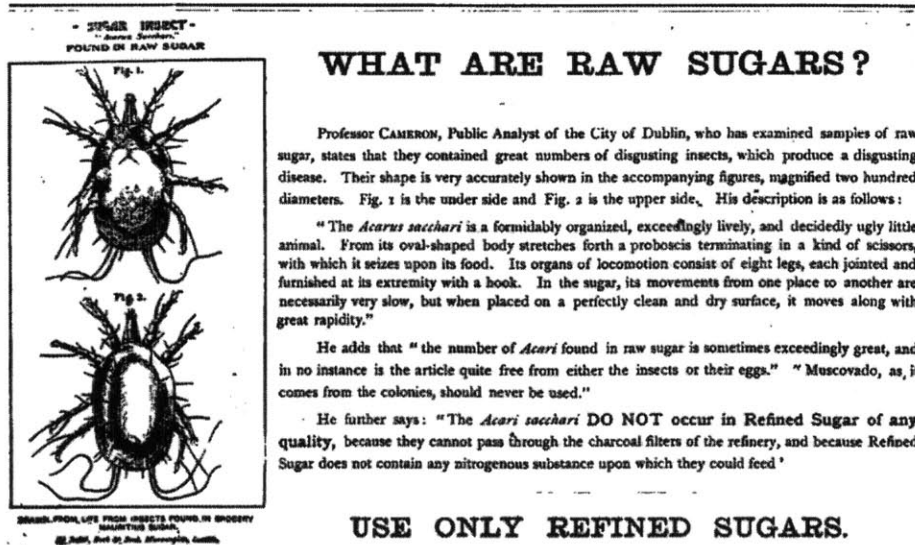 - SUGAR INSECT -
"Acarus Sacchari."
FOUND IN RAW SUGAR
Fig. 1.
Fig. 2.
WHAT ARE RAW SUGARS?
Professor CAMERON, Public Analyst of the City of Dublin, who has examined samples of raw
sugar, states that they contained great numbers of disgusting insects, which produce a disgusting
disease. Their shape is very accurately shown in the accompanying figures, magnified two hundred
diameters. Fig. 1 is the under side and Fig. 2 is the upper side. His description is as follows:
"The Acarus sacchari is a formidably organized, exceedingly lively, and decidedly ugly little
animal. From its oval-shaped body stretches forth a proboscis terminating in a kind of scissors,
with which it seizes upon its food. Its organs of locomotion consist of eight legs, each jointed and
furnished at its extremity with a hook. In the sugar, its movements from one place to another are
necessarily very slow, but when placed on a perfectly clean and dry surface, it moves along with
great rapidity."
He adds that "the number of Acari found in raw sugar is sometimes exceedingly great, and
in no instance is the article quite free from either the insects or their eggs." "Muscovado, as it
comes from the colonies, should never be used."
He further says: "The Acari sacchari DO NOT occur in Refined Sugar of any
quality, because they cannot pass through the charcoal filters of the refinery, and because Refined
Sugar does not contain any nitrogenous substance upon which they could feed'
USE ONLY REFINED SUGARS.
FROM LIFE FROM INSECTS FOUND IN GROCERY
MAURITIUS SUGAR.